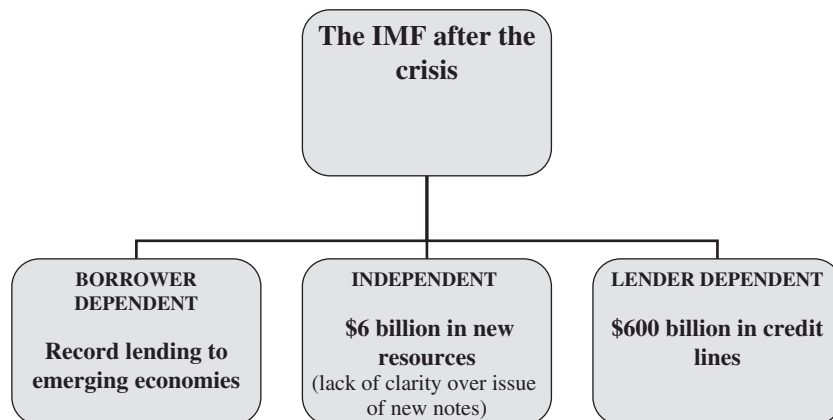 The IMF after the
crisis
BORROWER
DEPENDENT
Record lending to
emerging economies
INDEPENDENT
$6 billion in new
resources
(lack of clarity over issue
of new notes)
LENDER DEPENDENT
$600 billion in credit
lines